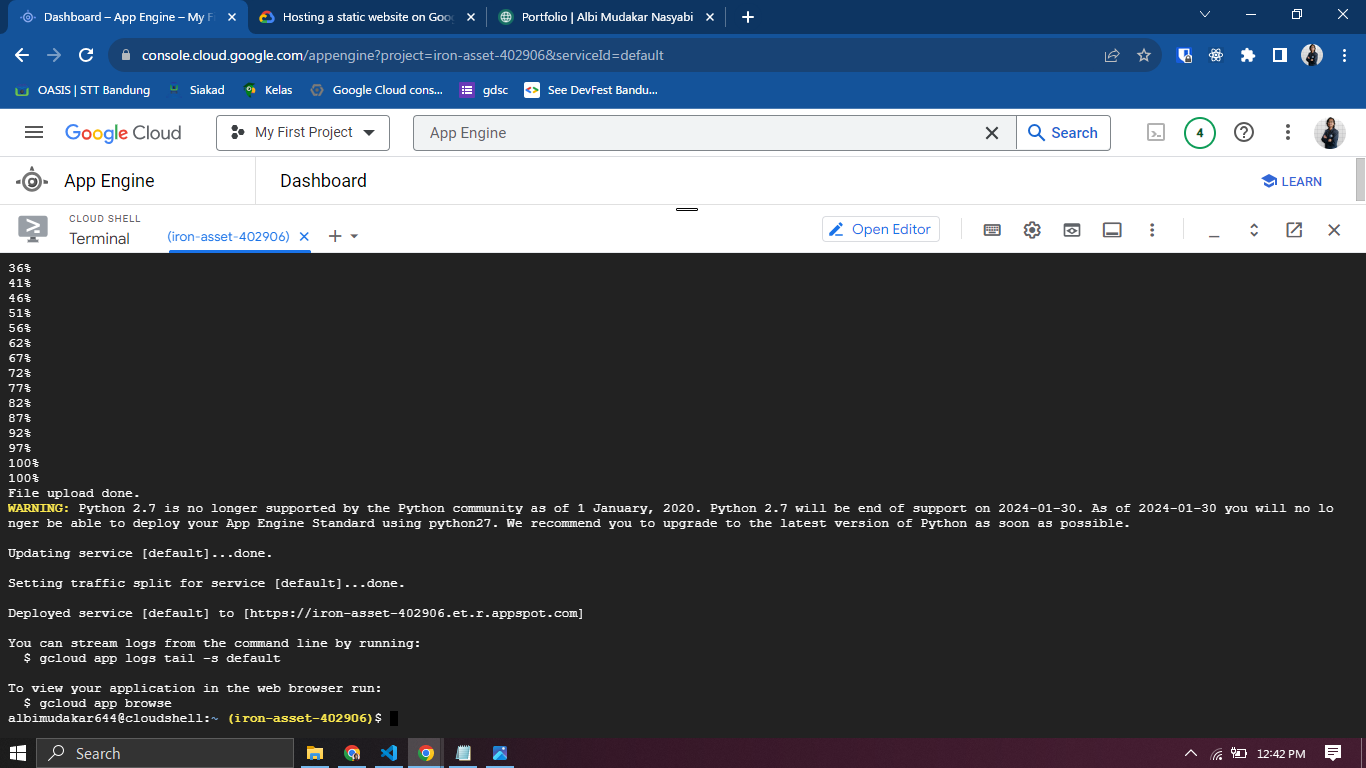 Dashboard – App Engine – My F
Hosting a static website on Goo
Portfolio | Albi Mudakar Nasyabi
console.cloud.google.com/appengine?project=iron-asset-402906&serviceId=default
OASIS | STT Bandung
Siakad
Kelas
Google Cloud cons...
gdsc
See DevFest Bandu...
Google Cloud
My First Project
App Engine
Search
4
App Engine
Dashboard
LEARN
CLOUD SHELL
Terminal
(iron-asset-402906)
Open Editor
36%
41%
46%
51%
56%
62%
67%
72%
77%
82%
87%
92%
97%
100%
100%
File upload done.
WARNING: Python 2.7 is no longer supported by the Python community as of 1 January, 2020. Python 2.7 will be end of support on 2024-01-30. As of 2024-01-30 you will no lo
nger be able to deploy your App Engine Standard using python27. We recommend you to upgrade to the latest version of Python as soon as possible.
Updating service [default]...done.
Setting traffic split for service [default]...done.
Deployed service [default] to [https://iron-asset-402906.et.r.appspot.com]
You can stream logs from the command line by running:
$ gcloud app logs tail -s default
To view your application in the web browser run:
$ gcloud app browse
albimudakar644@cloudshell:~ (iron-asset-402906)$
Search
12:42 PM